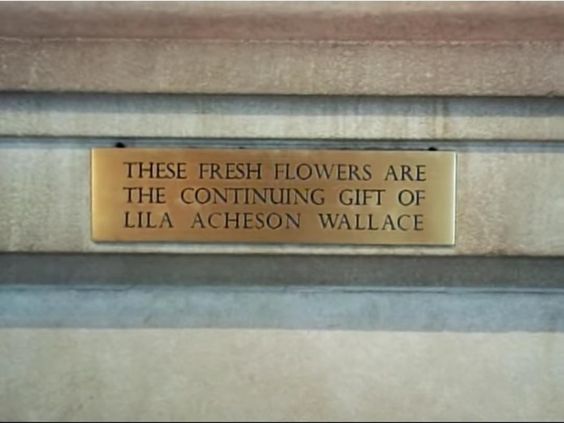 THESE FRESH FLOWERS ARE
THE CONTINUING GIFT OF
LILA ACHESON WALLACE